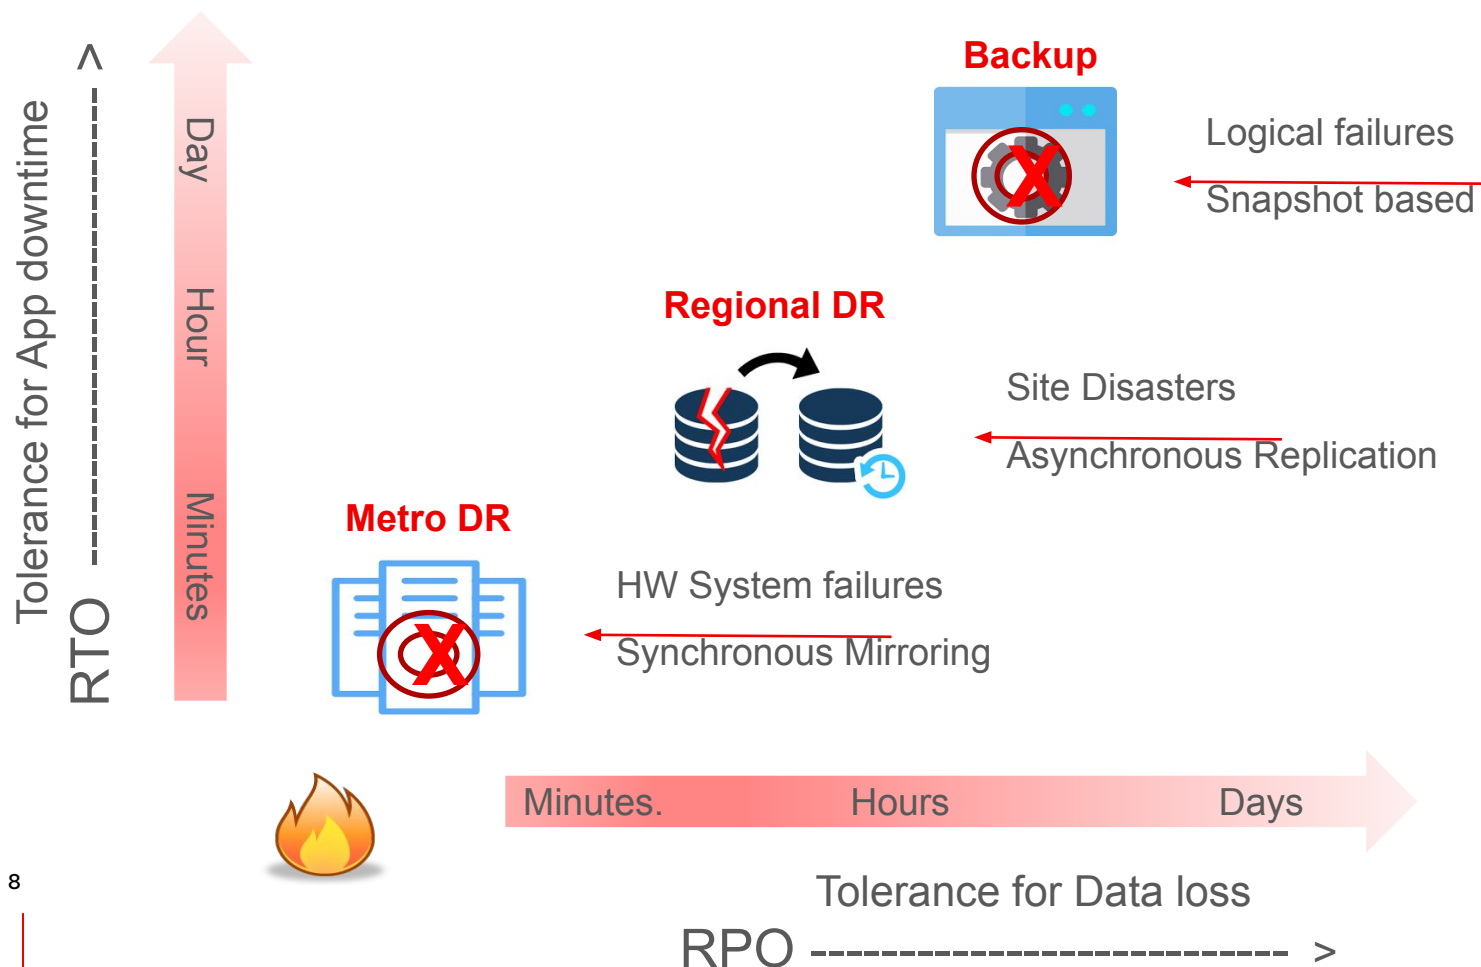 Tolerance for App downtime
RTO ---------------------------------- >
Day
Hour
Minutes
Backup
Logical failures
Snapshot based
Regional DR
Site Disasters
Asynchronous Replication
Metro DR
HW System failures
Synchronous Mirroring
X
X
Minutes.
Hours
Days
Tolerance for Data loss
RPO ---------------------------- >
8